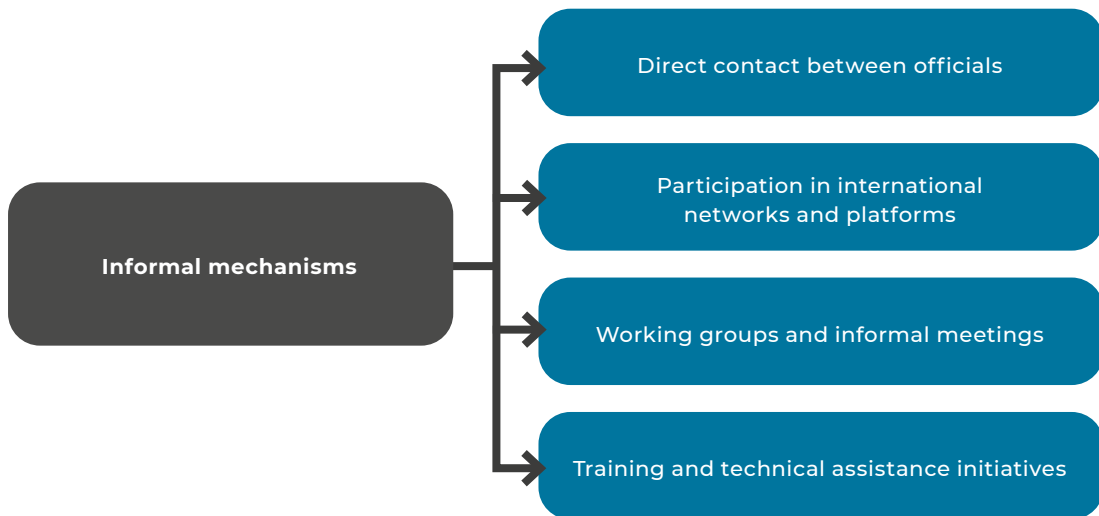 Informal mechanisms
Direct contact between officials
Participation in international
networks and platforms
Working groups and informal meetings
Training and technical assistance initiatives